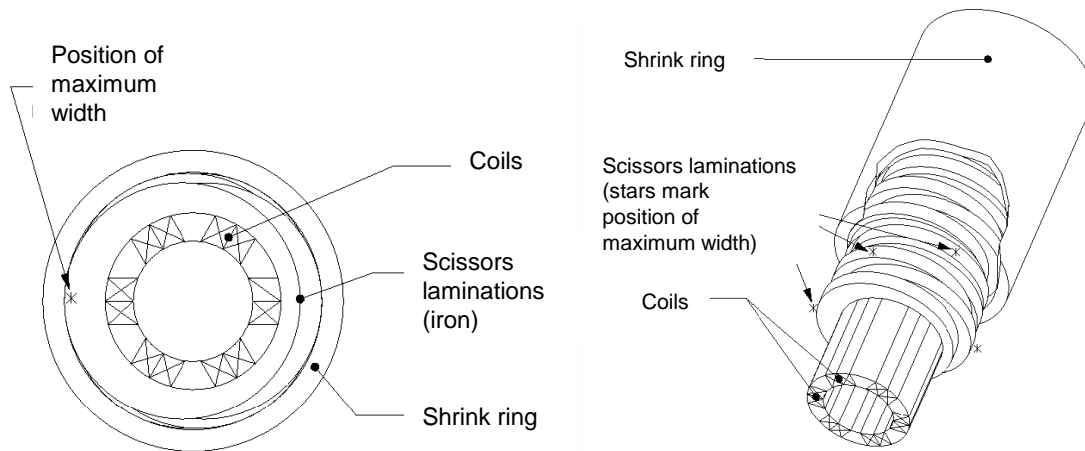 Position of
maximum
width
Coils
Scissors
laminations
(iron)
Shrink ring
Shrink ring
Scissors laminations
(stars mark
position of
maximum width)
Coils